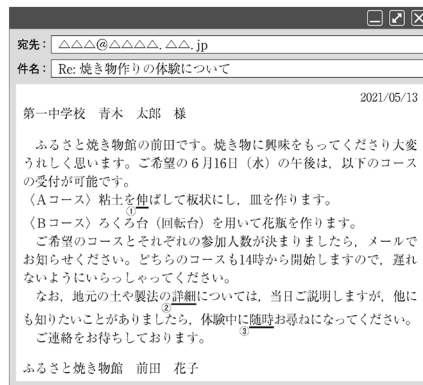 宛先： △△△@△△△△.△△.jp
件名： Re: 焼き物作りの体験について
2021/05/13
第一中学校　青木　太郎　様
　ふるさと焼き物館の前田です。焼き物に興味をもってくださり大変
うれしく思います。ご希望の６月16日（水）の午後は，以下のコース
の受付が可能です。
〈Ａコース〉粘土を伸ばして板状にし，皿を作ります。
①
〈Ｂコース〉ろくろ台（回転台）を用いて花瓶を作ります。
　ご希望のコースとそれぞれの参加人数が決まりましたら，メールで
お知らせください。どちらのコースも14時から開始しますので，遅れ
ないようにいらっしゃってください。
　なお，地元の土や製法の詳細については，当日ご説明しますが，他に
②
も知りたいことがありましたら，体験中に随時お尋ねになってください。
③
　ご連絡をお待ちしております。
ふるさと焼き物館　前田　花子